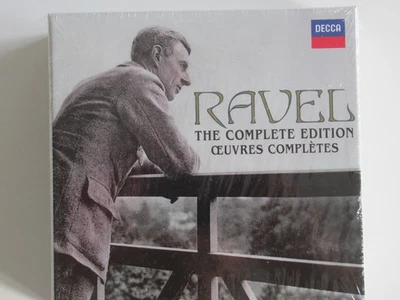 DECCA
RAVEL
THE COMPLETE EDITION
ŒUVRES COMPLÈTES